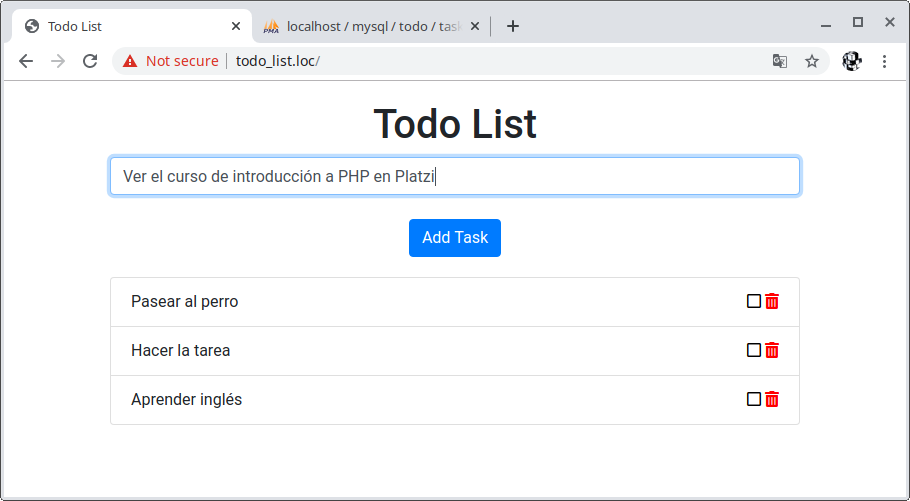 Todo List
PMA localhost / mysql / todo / task
Not secure todo_list.loc/
Todo List
Ver el curso de introducción a PHP en Platzi
Add Task
Pasear al perro
Hacer la tarea
Aprender inglés